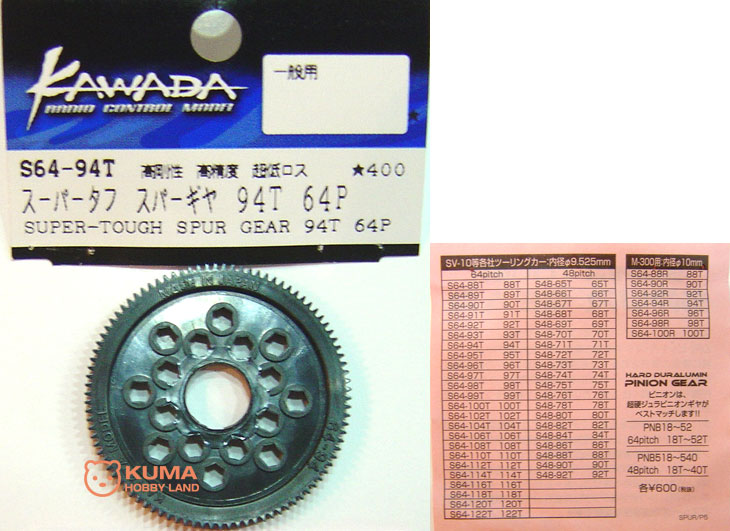 KAWADA
RADIO CONTROL MODEL
一般用
S64-94T 高剛性 高精度 超低ロス ★400
スーパータフ スパーギヤ 94T 64P
SUPER-TOUGH SPUR GEAR 94T 64P
MADE IN JAPAN
64-94
KUMA
HOBBY LAND
SV-10等各社ツーリングカー:内径φ9.525mm
64pitch 48pitch
S64-88T 88T S48-65T 65T
S64-89T 89T S48-66T 66T
S64-90T 90T S48-67T 67T
S64-91T 91T S48-68T 68T
S64-92T 92T S48-69T 69T
S64-93T 93T S48-70T 70T
S64-94T 94T S48-71T 71T
S64-95T 95T S48-72T 72T
S64-96T 96T S48-73T 73T
S64-97T 97T S48-74T 74T
S64-98T 98T S48-75T 75T
S64-99T 99T S48-76T 76T
S64-100T 100T S48-78T 78T
S64-102T 102T S48-80T 80T
S64-104T 104T S48-82T 82T
S64-106T 106T S48-84T 84T
S64-108T 108T S48-86T 86T
S64-110T 110T S48-88T 88T
S64-112T 112T S48-90T 90T
S64-114T 114T S48-92T 92T
S64-116T 116T
S64-118T 118T
S64-120T 120T
S64-122T 122T
M-300用:内径φ10mm
S64-88R 88T
S64-90R 90T
S64-92R 92T
S64-94R 94T
S64-96R 96T
S64-98R 98T
S64-100R 100T
HARD DURALUMIN
PINION GEAR
ピニオンは、
超硬ジュラピニオンギヤが
ベストマッチします!!
PNB18~52
64pitch 18T~52T
PNB518~540
48pitch 18T~40T
各¥600(税抜)
SPUR/P5